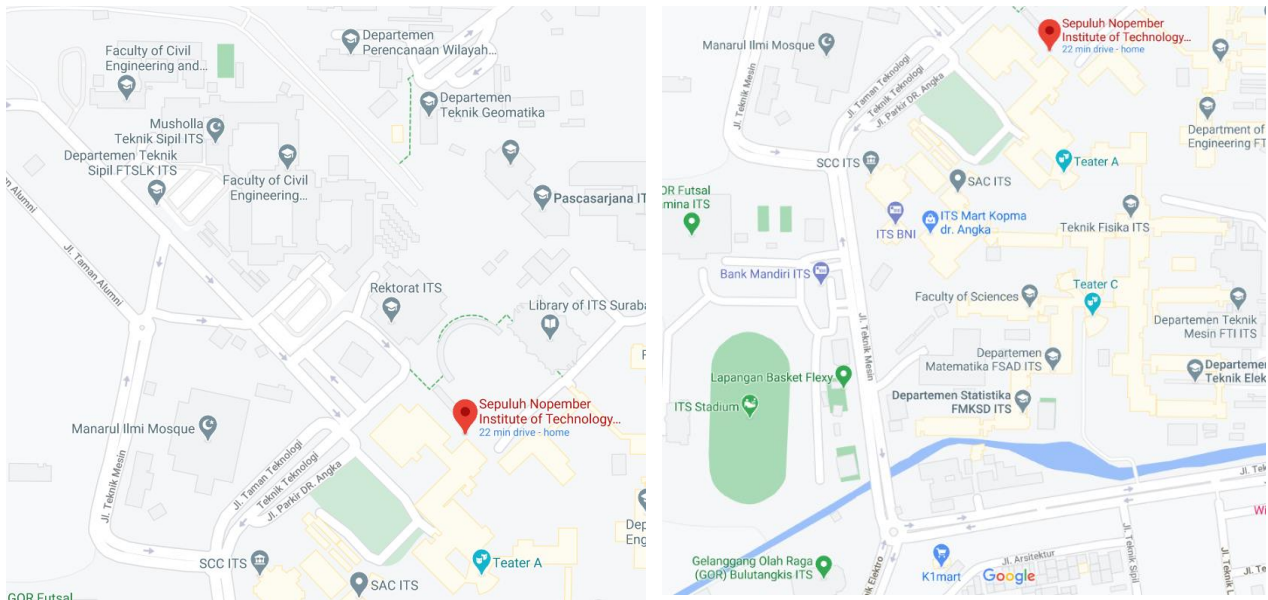 Faculty of Civil
Engineering and...
Departemen
Perencanaan Wilayah...
Departemen
Teknik Geomatika
Musholla
Teknik Sipil ITS
Departemen Teknik
Sipil FTSLK ITS
Faculty of Civil
Engineering...
Pascasarjana IT
Alumni
Jl. Taman Alumni
Rektorat ITS
Library of ITS Suraba
Sepuluh Nopember
Institute of Technology...
22 min drive - home
Manarul Ilmi Mosque
Jl. Teknik Mesin
Jl. Taman Teknologi
Teknik Teknologi
Jl. Parkir DR. Angka
SCC ITS
SAC ITS
Teater A
Dep
Eng
GOR Futsal
Sepuluh Nopember
Institute of Technology...
22 min drive - home
Manarul Ilmi Mosque
Jl. Teknik Mesin
Jl. Taman Teknologi
Teknik Teknologi
Jl. Parkir DR. Angka
Department of
Engineering FT
SCC ITS
Teater A
SAC ITS
OR Futsal
mina ITS
ITS BNI
ITS Mart Kopma
dr. Angka
Teknik Fisika ITS
Bank Mandiri ITS
Faculty of Sciences
Teater C
Departemen Teknik
Mesin FTI ITS
Jl. Teknik Mesin
Departemen
Matematika FSAD ITS
Departeme
Teknik Elek
Lapangan Basket Flexy
ITS Stadium
Departemen Statistika
FMKSD ITS
Jl. Te
Wi
Gelanggang Olah Raga
(GOR) Bulutangkis ITS
Elektro
K1mart
Jl. Arsitektur
Google
Jl. Teknik Sipil
Jl. Teknik L